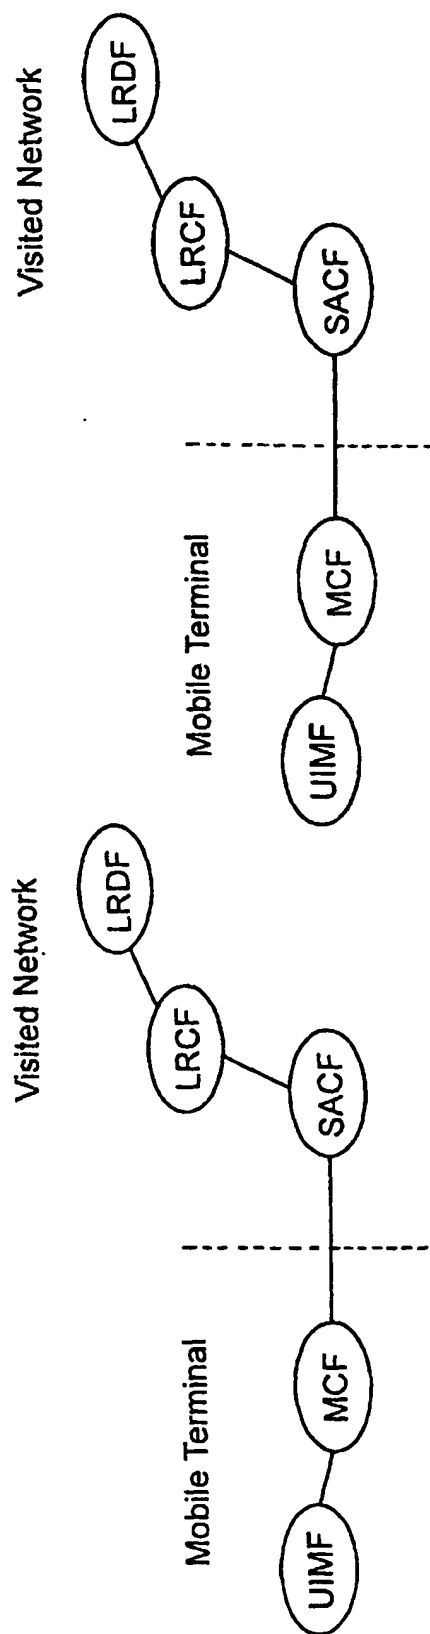 Visited Network
LRDF
LRCF
Mobile Terminal
SACF
MCF
UIMF
Visited Network
LRDF
LRCF
Mobile Terminal
SACF
MCF
UIMF